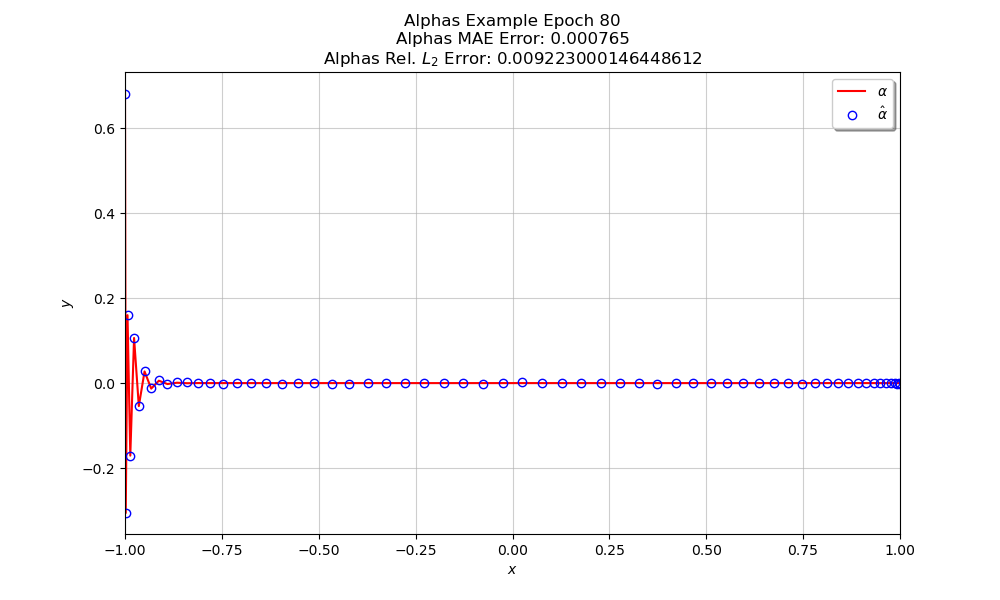 Alphas Example Epoch 80
Alphas MAE Error: 0.000765
Alphas Rel. $L_2$ Error: 0.009223000146448612
α
α̂
0.6
0.4
0.2
0.0
−0.2
y
−1.00 −0.75 −0.50 −0.25 0.00 0.25 0.50 0.75 1.00
x